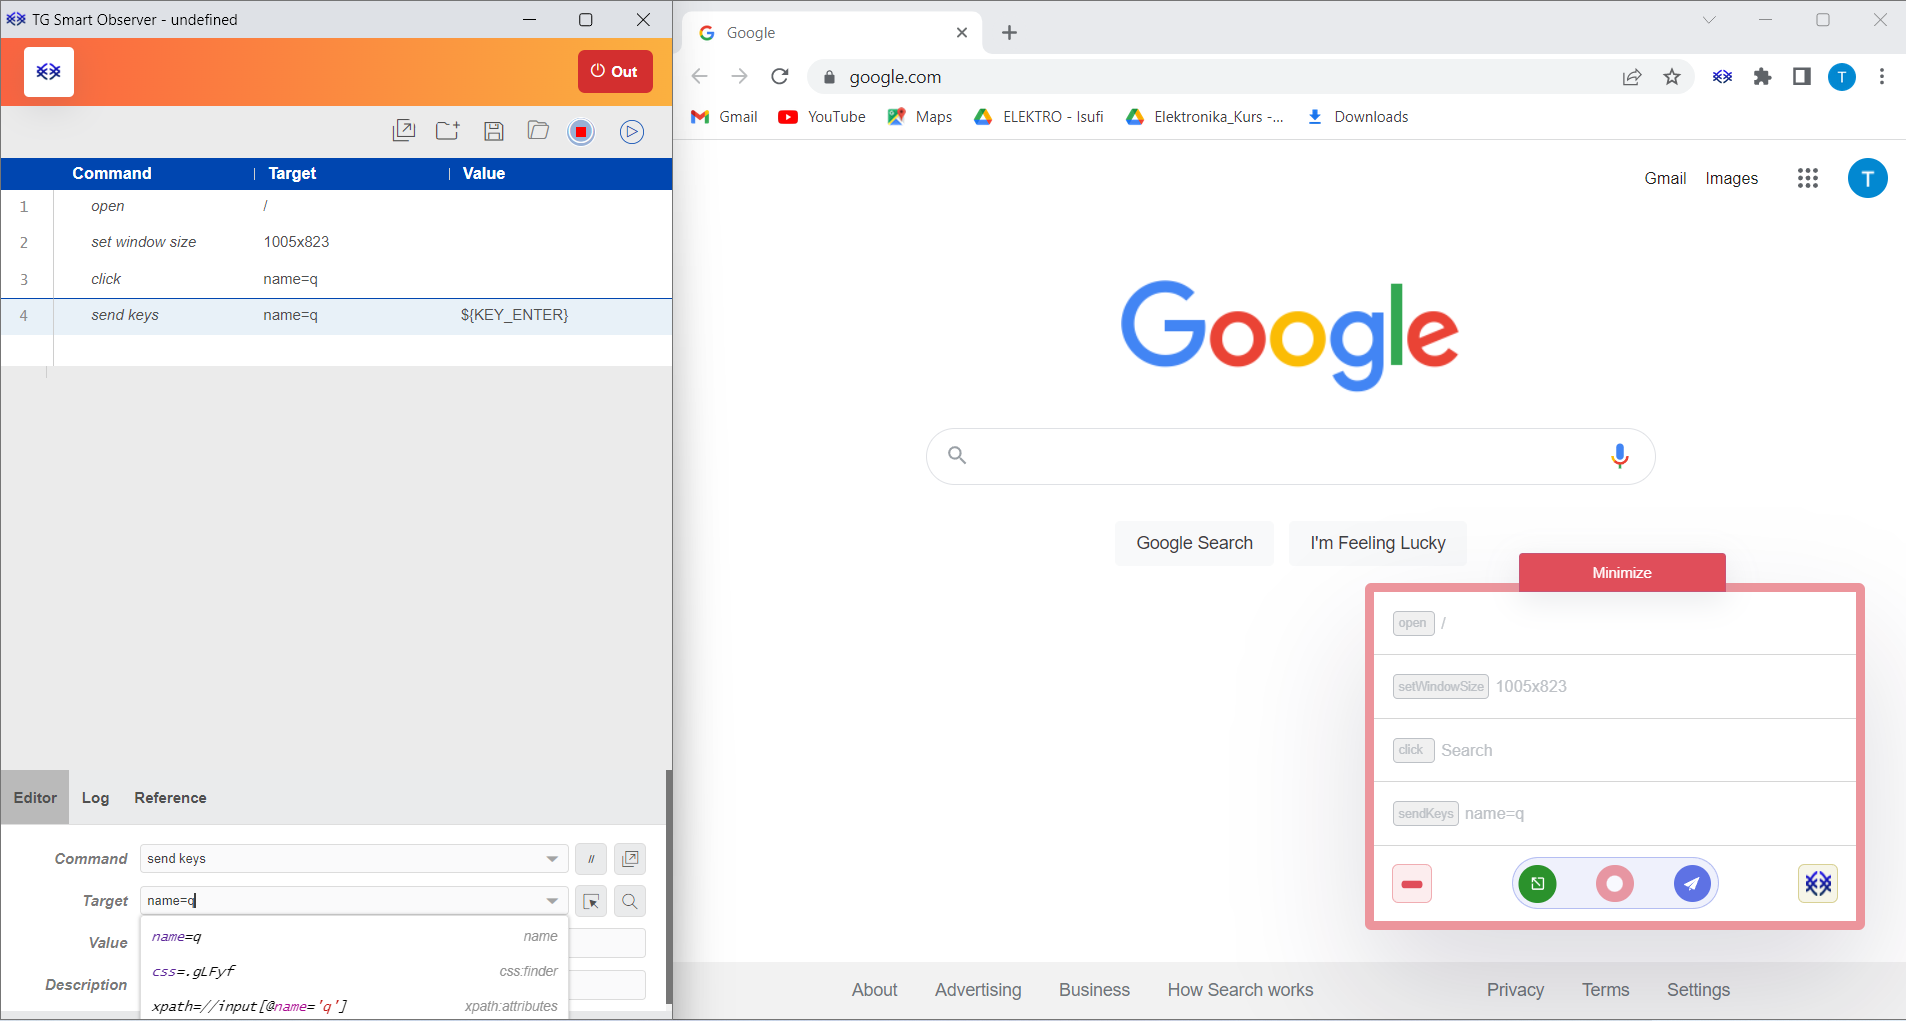 TG Smart Observer - undefined
Out
Command | Target | Value
1 open /
2 set window size 1005x823
3 click name=q
4 send keys name=q ${KEY_ENTER}
Editor Log Reference
Command send keys //
Target name=q
name=q name
Value
css=.gLFyf css:finder
Description
xpath=//input[@name='q'] xpath:attributes
Google
google.com
T
Gmail YouTube Maps ELEKTRO - Isufi Elektronika_Kurs -... Downloads
Gmail Images T
Google
Google Search I'm Feeling Lucky
Minimize
open /
setWindowSize 1005x823
click Search
sendKeys name=q
About Advertising Business How Search works Privacy Terms Settings